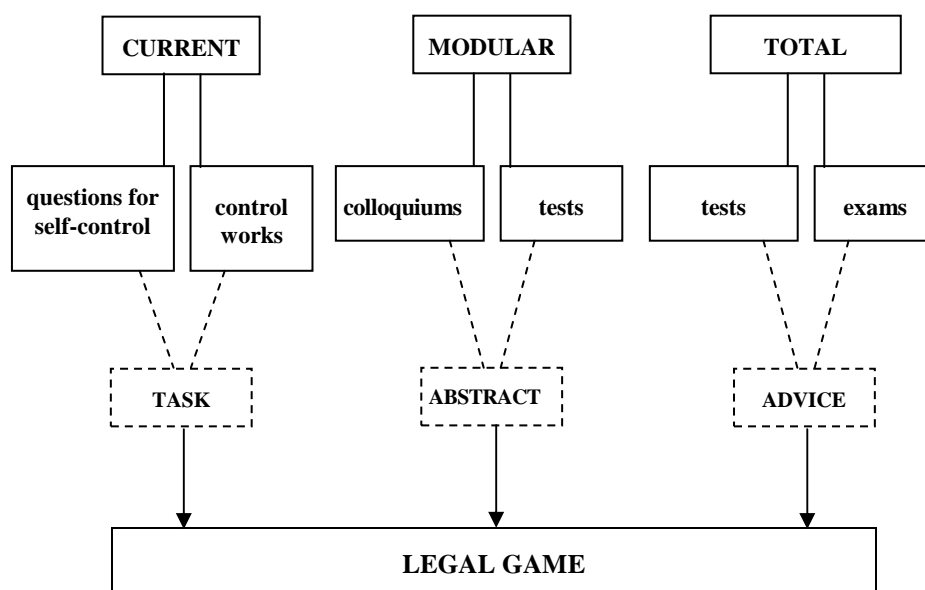 CURRENT
MODULAR
TOTAL
questions for
self-control
control
works
colloquiums
tests
tests
exams
TASK
ABSTRACT
ADVICE
LEGAL GAME